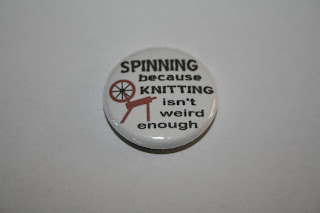 SPINNING
because
KNITTING
isn't
weird
enough